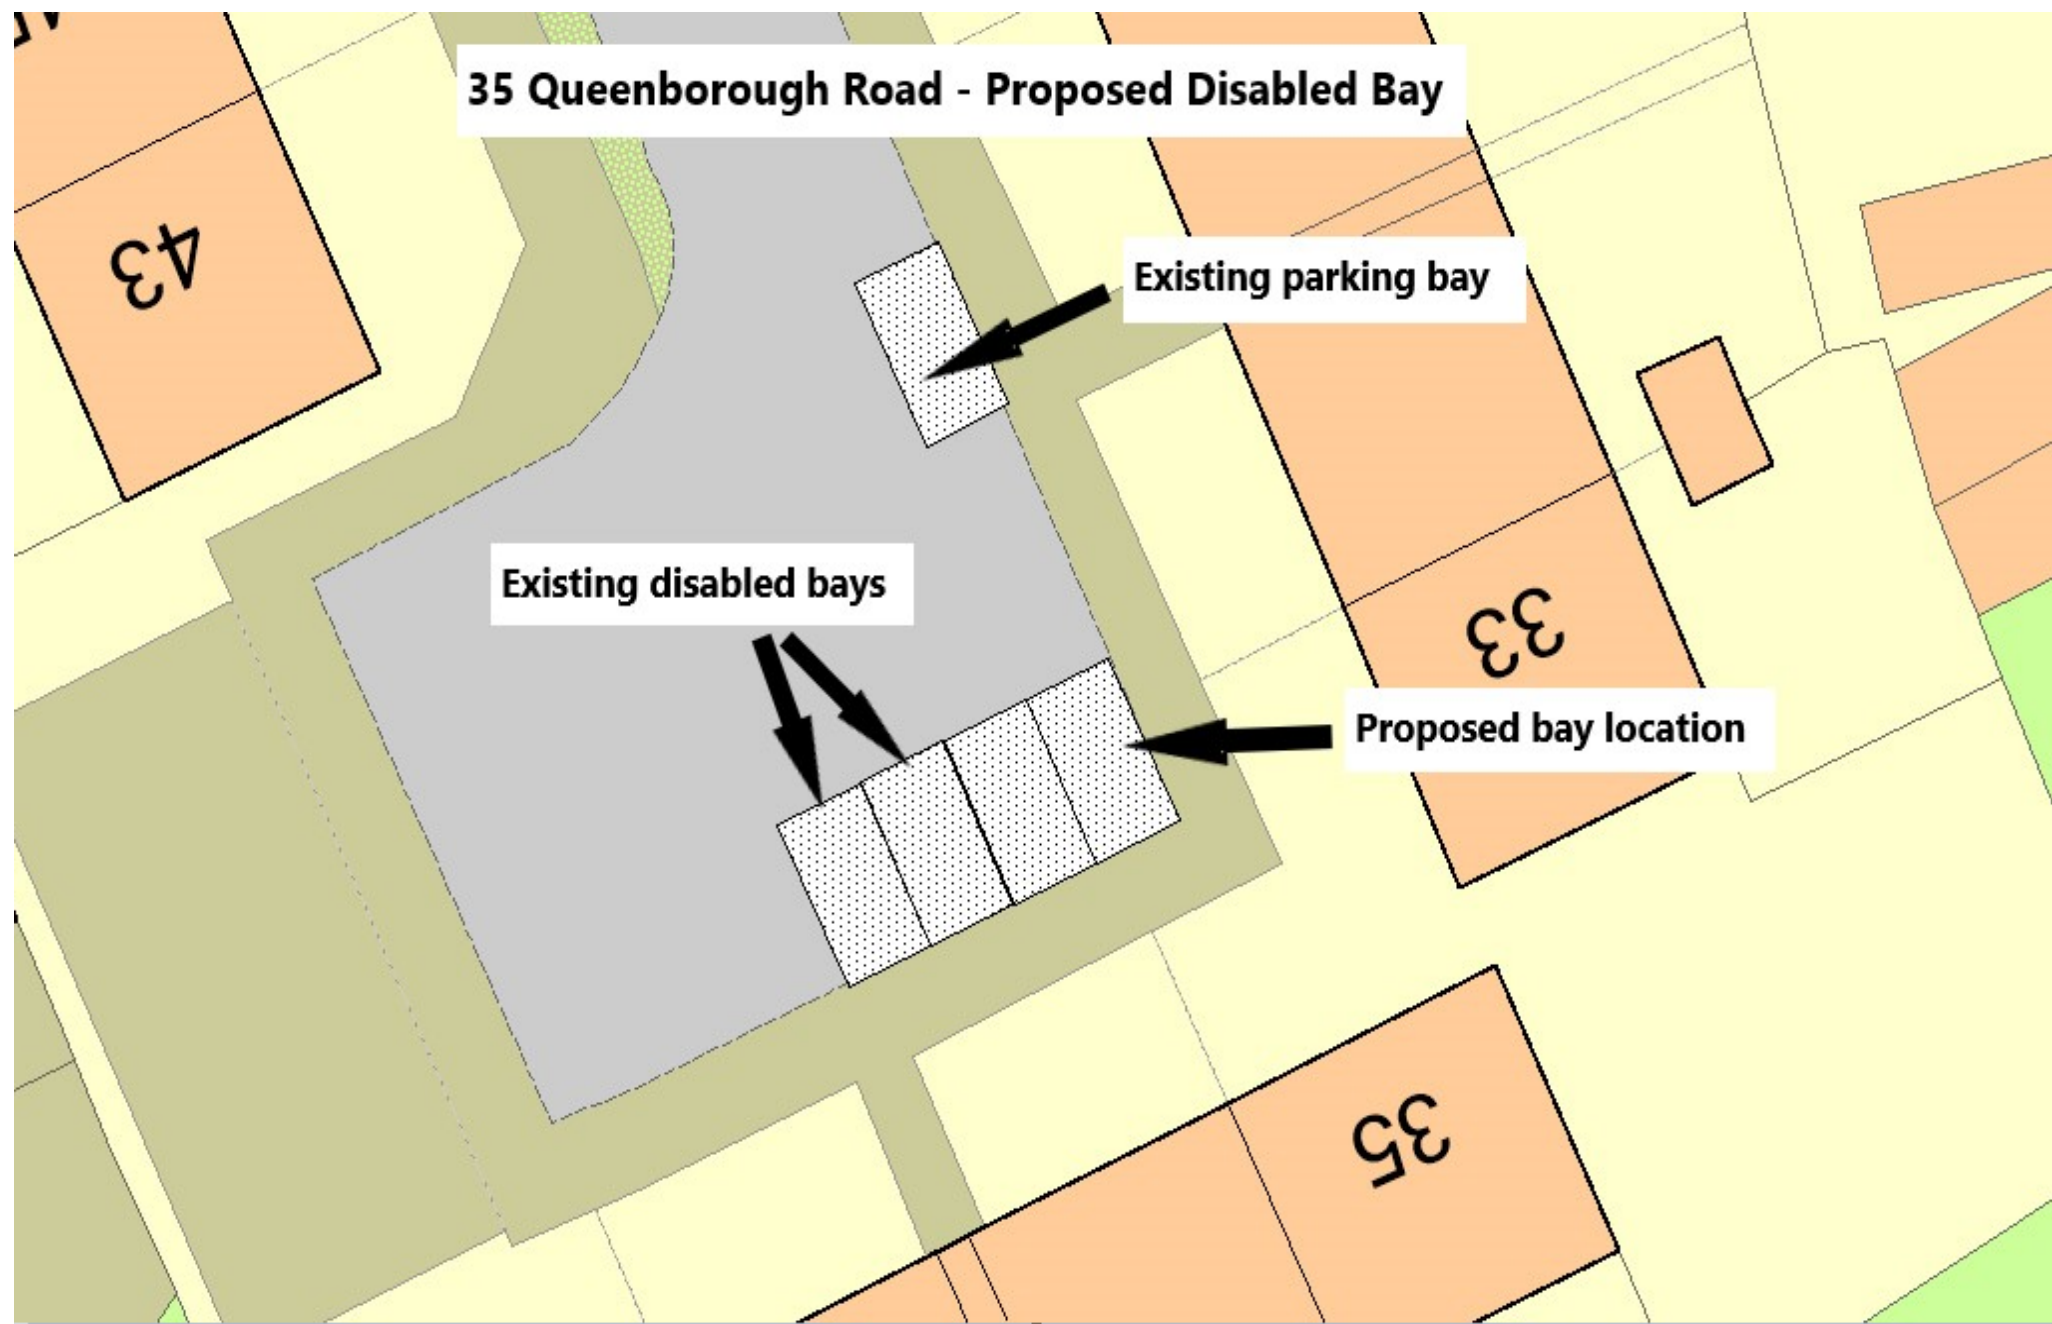 35 Queenborough Road - Proposed Disabled Bay
43
Existing parking bay
Existing disabled bays
33
Proposed bay location
35